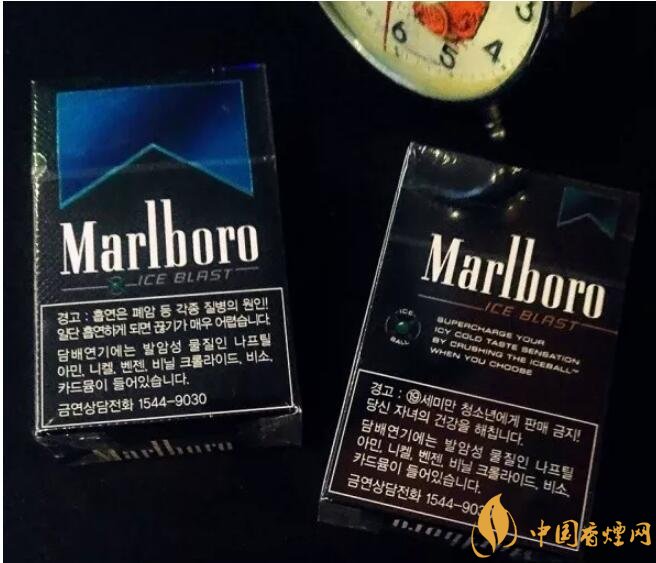 3
4
5
6
Marlboro
ICE BLAST
경고 : 흡연은 폐암 등 각종 질병의 원인!
일단 흡연하게 되면 끊기가 매우 어렵습니다.
담배연기에는 발암성 물질인 나프틸
아민, 니켈, 벤젠, 비닐 크롤라이드, 비소,
카드뮴이 들어있습니다.
금연상담전화 1544-9030
Marlboro
Marlboro
ICE BLAST
ICE
BALL
SUPERCHARGE YOUR
ICY COLD TASTE SENSATION
BY CRUSHING THE ICEBALL™
WHEN YOU CHOOSE
경고 : ⑲세미만 청소년에게 판매 금지!
당신 자녀의 건강을 해칩니다.
담배연기에는 발암성 물질인 나프틸
아민, 니켈, 벤젠, 비닐 크롤라이드, 비소,
카드뮴이 들어있습니다.
금연상담전화 1544-903
中国香烟网